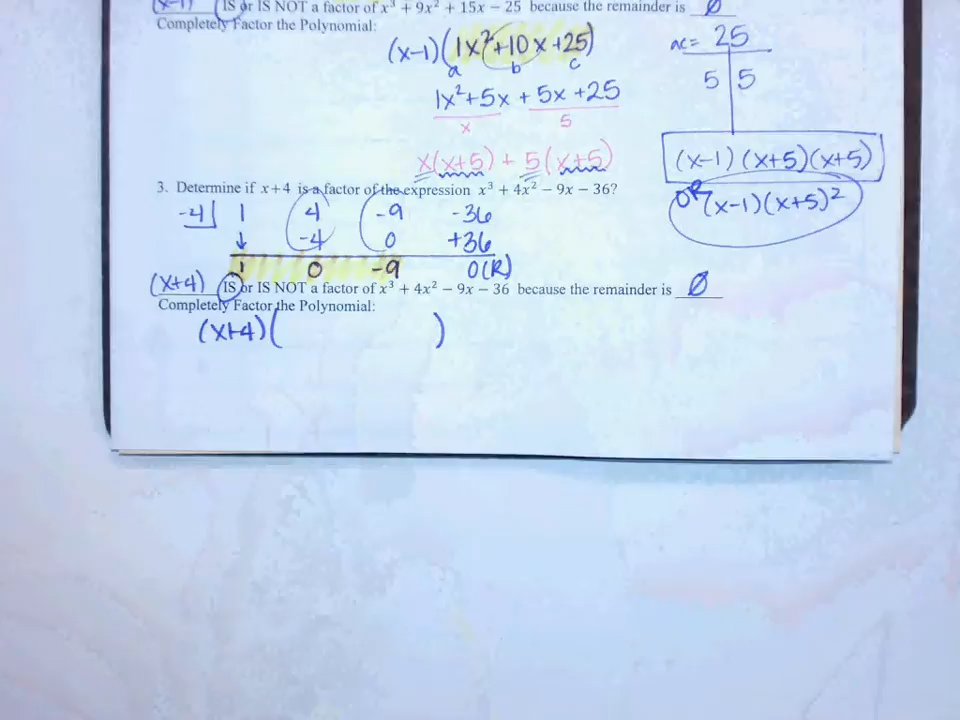 (x-1) IS or IS NOT a factor of x³ + 9x² + 15x − 25 because the remainder is 0
Completely Factor the Polynomial:
(x-1)(1x²+10x+25)
a b c
ac= 25
5 5
1x²+5x + 5x+25
x 5
x(x+5) + 5(x+5)
(x-1)(x+5)(x+5)
OR (x-1)(x+5)²
3. Determine if x+4 is a factor of the expression x³ + 4x² − 9x − 36?
-4 1 4 -9 -36
↓ -4 0 +36
1 0 -9 0(R)
(x+4) IS or IS NOT a factor of x³ + 4x² − 9x − 36 because the remainder is 0
Completely Factor the Polynomial:
(x+4)( )